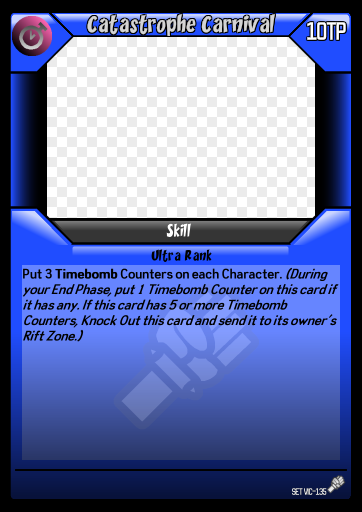 Catastrophe Carnival
10TP
Skill
Ultra Rank
Put 3 Timebomb Counters on each Character. (During
your End Phase, put 1 Timebomb Counter on this card if
it has any. If this card has 5 or more Timebomb
Counters, Knock Out this card and send it to its owner's
Rift Zone.)
SET VIC-135